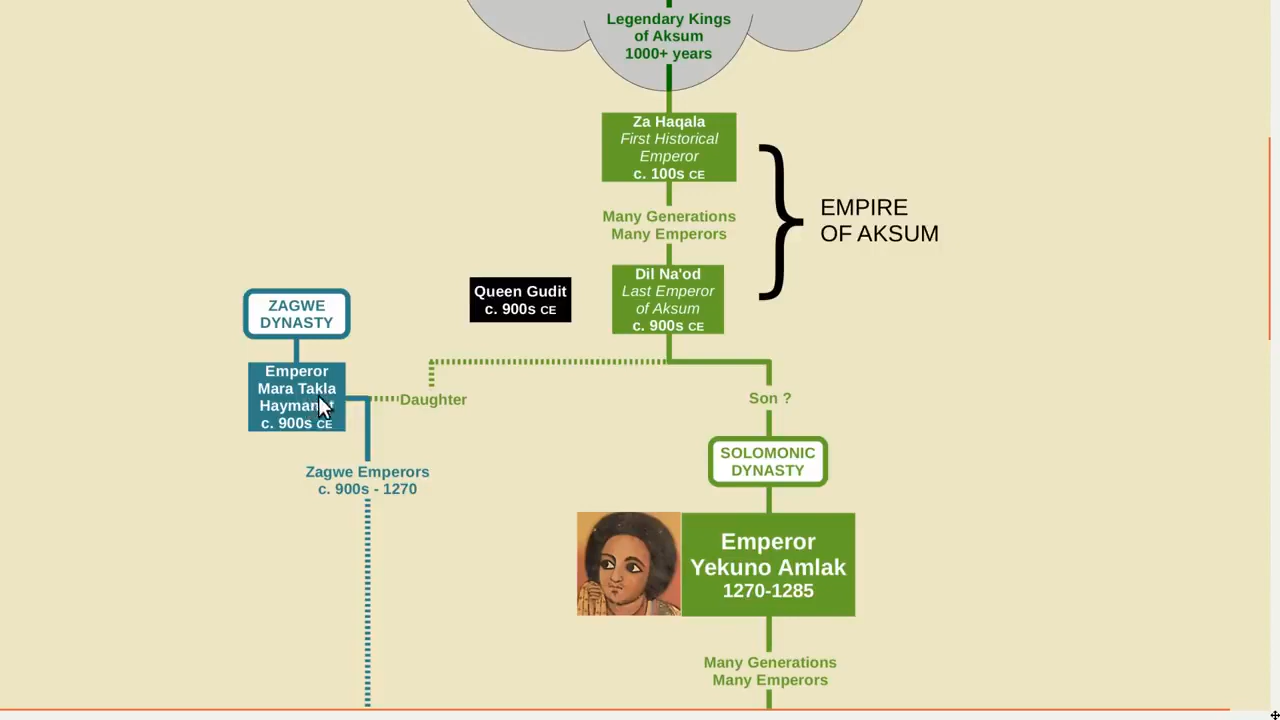 Legendary Kings
of Aksum
1000+ years
Za Haqala
First Historical
Emperor
c. 100s CE
Many Generations
Many Emperors
EMPIRE
OF AKSUM
Dil Na'od
Last Emperor
of Aksum
c. 900s CE
Queen Gudit
c. 900s CE
ZAGWE
DYNASTY
Emperor
Mara Takla
c. 900s CE
Daughter
Son ?
Zagwe Emperors
c. 900s - 1270
SOLOMONIC
DYNASTY
Emperor
Yekuno Amlak
1270-1285
Many Generations
Many Emperors